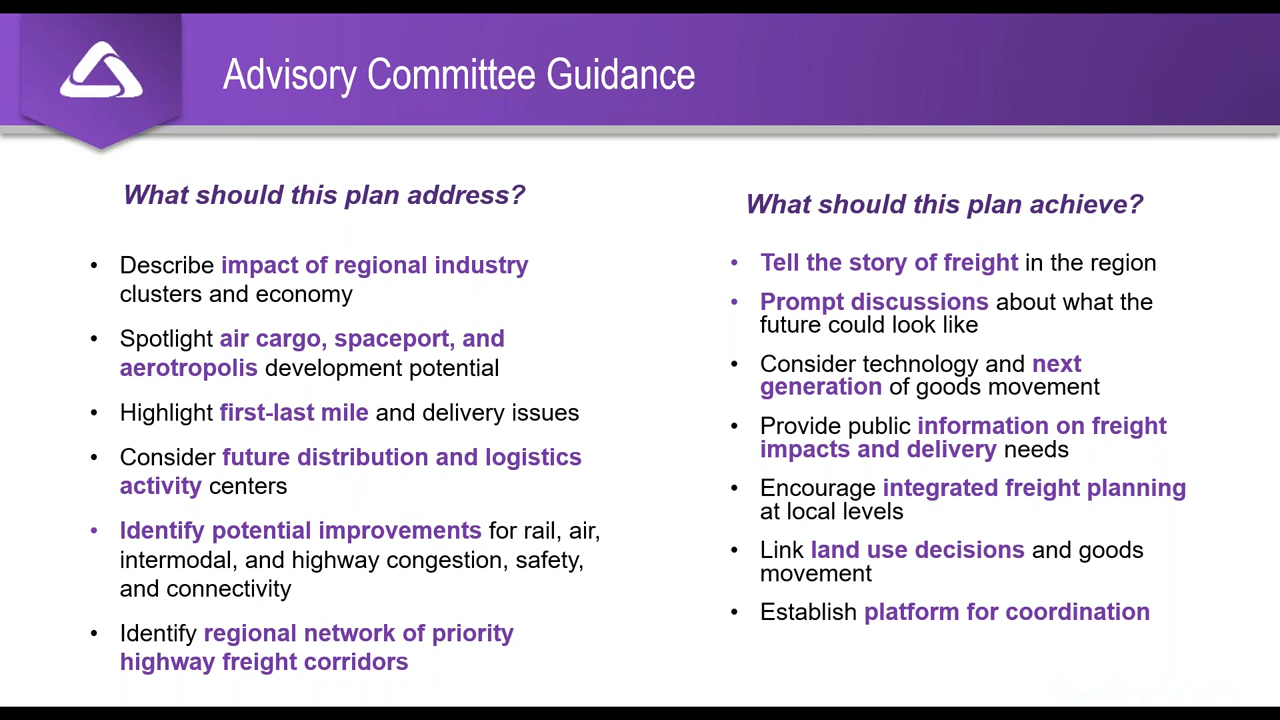 Advisory Committee Guidance
What should this plan address?
• Describe impact of regional industry
clusters and economy
• Spotlight air cargo, spaceport, and
aerotropolis development potential
• Highlight first-last mile and delivery issues
• Consider future distribution and logistics
activity centers
• Identify potential improvements for rail, air,
intermodal, and highway congestion, safety,
and connectivity
• Identify regional network of priority
highway freight corridors
What should this plan achieve?
• Tell the story of freight in the region
• Prompt discussions about what the
future could look like
• Consider technology and next
generation of goods movement
• Provide public information on freight
impacts and delivery needs
• Encourage integrated freight planning
at local levels
• Link land use decisions and goods
movement
• Establish platform for coordination